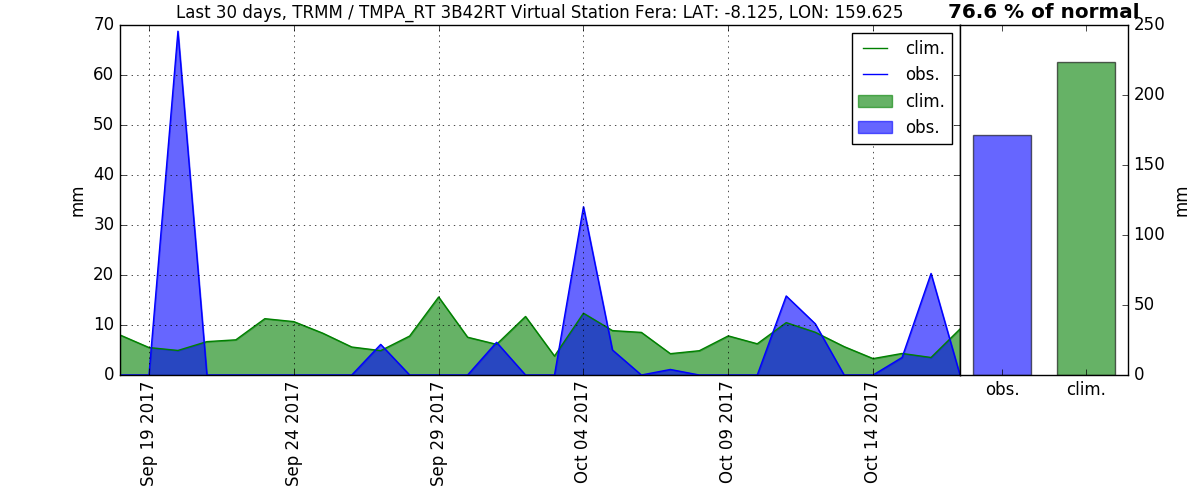 Last 30 days, TRMM / TMPA_RT 3B42RT Virtual Station Fera: LAT: -8.125, LON: 159.625
76.6 % of normal
70
60
50
40
30
20
10
0
mm
clim.
obs.
clim.
obs.
Sep 19 2017
Sep 24 2017
Sep 29 2017
Oct 04 2017
Oct 09 2017
Oct 14 2017
250
200
150
100
50
0
mm
obs.
clim.